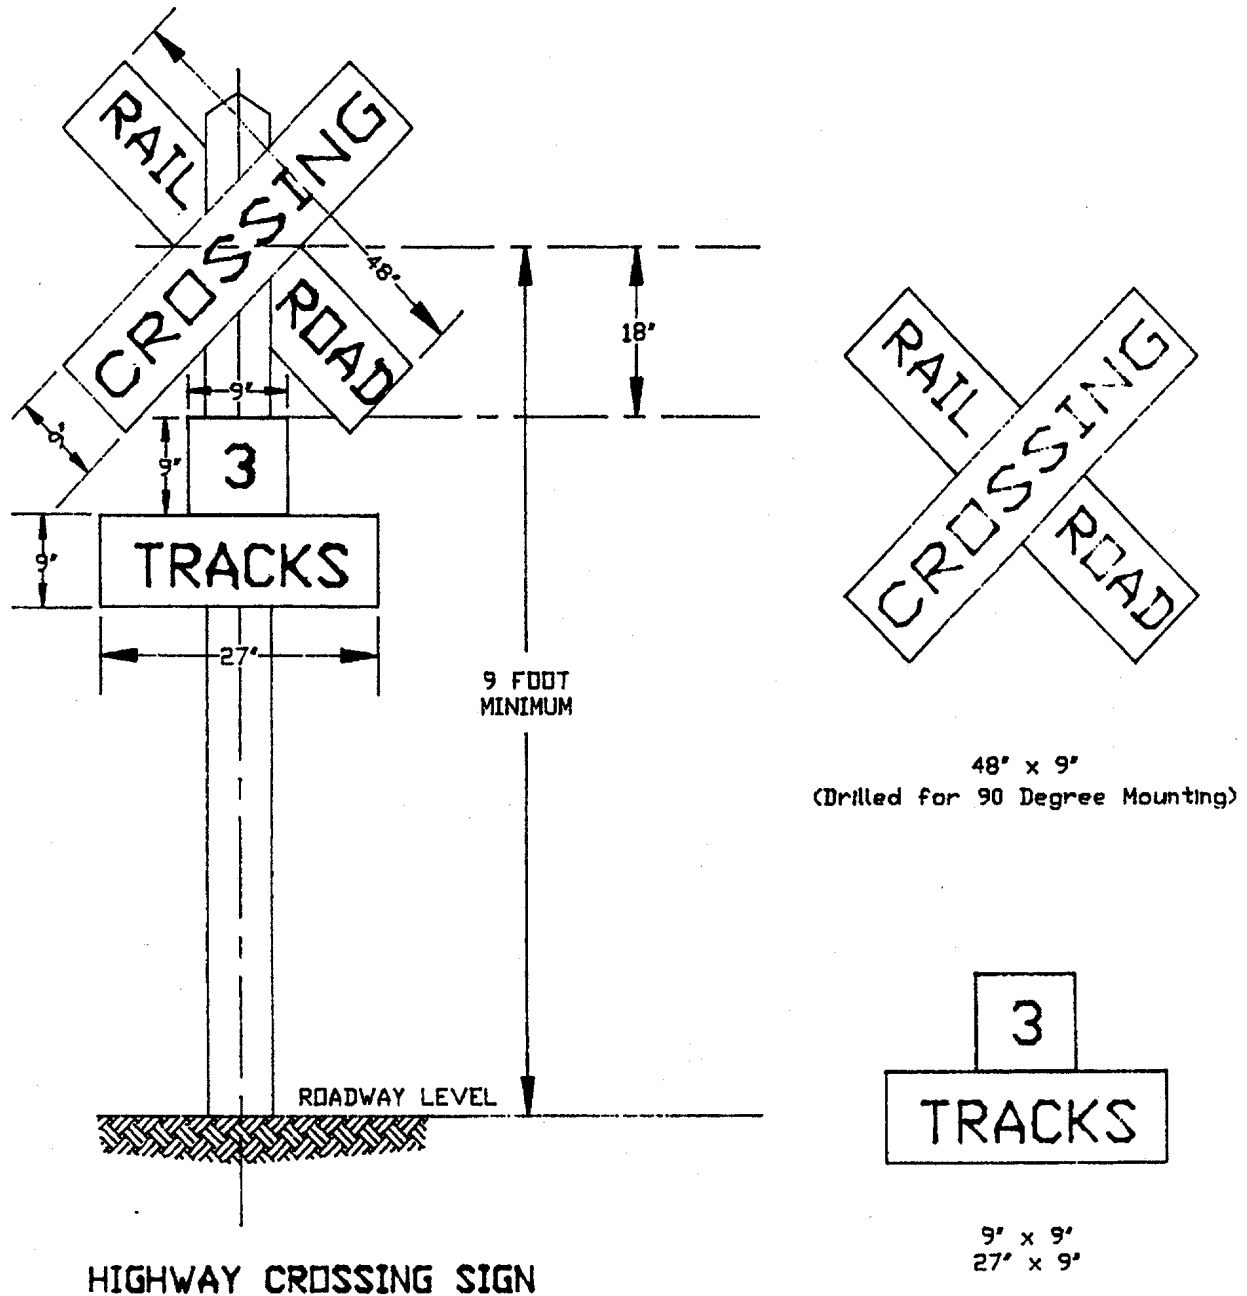 RAIL
ROAD
CROSSING
48"
18"
9"
9"
9"
9"
3
TRACKS
27"
9 FOOT
MINIMUM
ROADWAY LEVEL
HIGHWAY CROSSING SIGN
RAIL
ROAD
CROSSING
48" x 9"
(Drilled for 90 Degree Mounting)
3
TRACKS
9" x 9"
27" x 9"